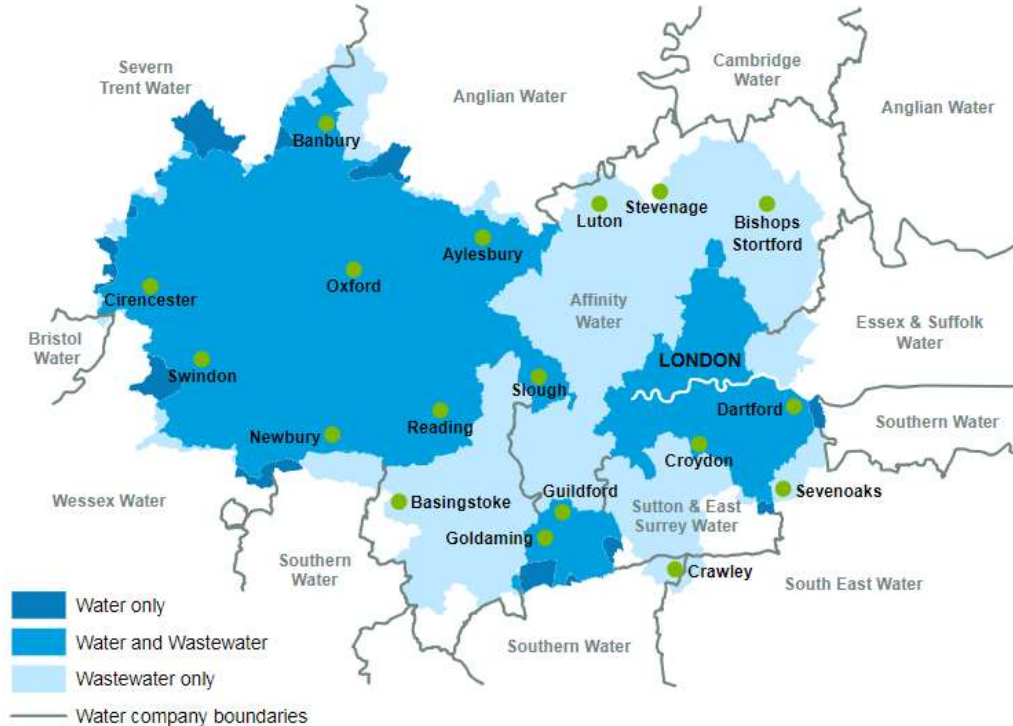 Severn
Trent Water
Anglian Water
Cambridge
Water
Anglian Water
Banbury
Luton
Stevenage
Bishops
Stortford
Aylesbury
Oxford
Cirencester
Affinity
Water
Essex & Suffolk
Water
Bristol
Water
Swindon
Slough
LONDON
Dartford
Reading
Newbury
Croydon
Southern Water
Wessex Water
Basingstoke
Guildford
Sutton & East
Surrey Water
Sevenoaks
Goldaming
Southern
Water
Crawley
South East Water
Southern Water
Water only
Water and Wastewater
Wastewater only
Water company boundaries